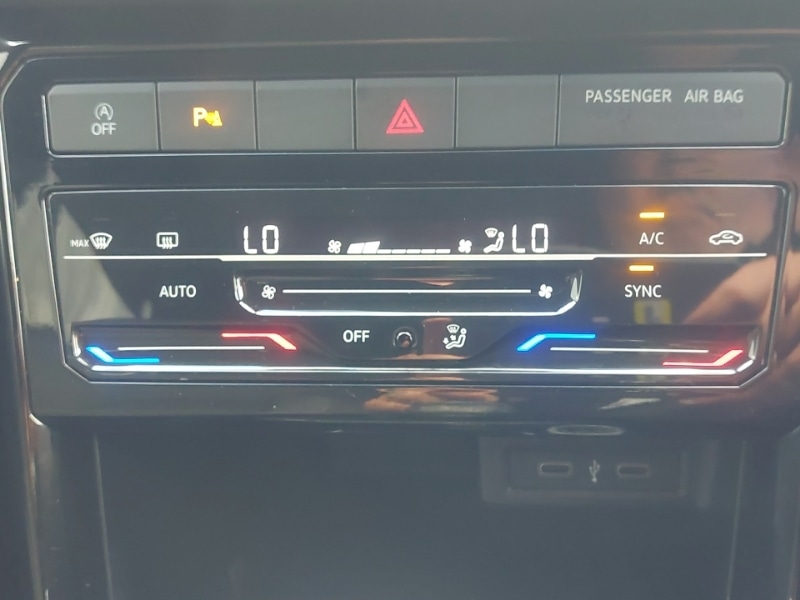 A
OFF
P
PASSENGER AIR BAG
MAX
LO
LO
A/C
AUTO
SYNC
OFF